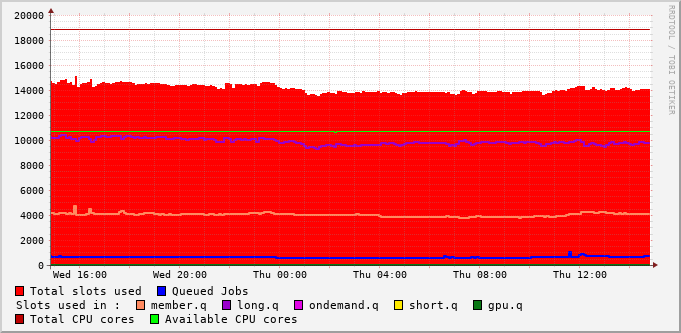 20000
18000
16000
14000
12000
10000
8000
6000
4000
2000
0
Wed 16:00 Wed 20:00 Thu 00:00 Thu 04:00 Thu 08:00 Thu 12:00
RRDTOOL / TOBI OETIKER
Total slots used Queued Jobs
Slots used in : member.q long.q ondemand.q short.q gpu.q
Total CPU cores Available CPU cores